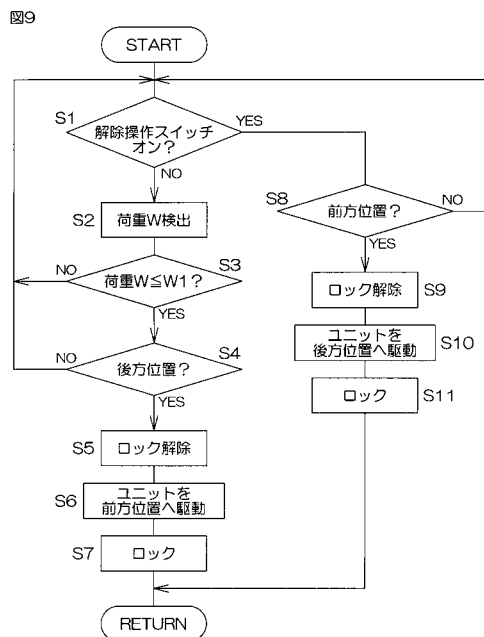 図9
START
S1
解除操作スイッチ
オン？
YES
NO
S2
荷重W検出
S3
荷重W≦W1？
NO
YES
S4
後方位置？
NO
YES
S5
ロック解除
S6
ユニットを
前方位置へ駆動
S7
ロック
RETURN
S8
前方位置？
NO
YES
ロック解除
S9
ユニットを
後方位置へ駆動
S10
ロック
S11